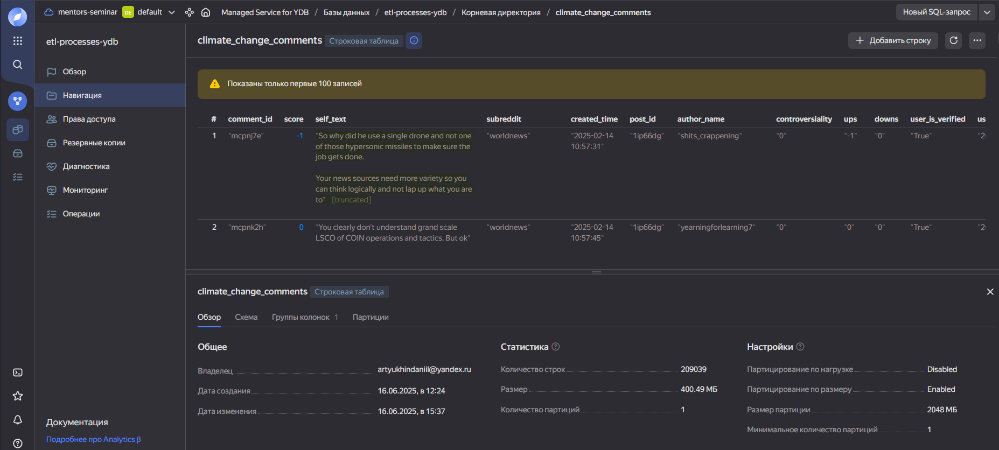 mentors-seminar DE default Managed Service for YDB / Базы данных / etl-processes-ydb / Корневая директория / climate_change_comments Новый SQL-запрос
etl-processes-ydb
Обзор
Навигация
Права доступа
Резервные копии
Диагностика
Мониторинг
Операции
Документация
Подробнее про Analytics β
climate_change_comments Строковая таблица Добавить строку
Показаны только первые 100 записей
# comment_id score self_text subreddit created_time post_id author_name controversiality ups downs user_is_verified us
1 "mcpnj7e" -1 "So why did he use a single drone and not one "worldnews" "2025-02-14 "1ip66dg" "shits_crappening" "0" "-1" "0" "True" "20
of those hypersonic missiles to make sure the 10:57:31"
job gets done.
Your news sources need more variety so you
can think logically and not lap up what you are
to" [truncated]
2 "mcpnk2h" 0 "You clearly don't understand grand scale "worldnews" "2025-02-14 "1ip66dg" "yearningforlearning7" "0" "0" "0" "True" "20
LSCO of COIN operations and tactics. But ok" 10:57:45"
climate_change_comments Строковая таблица
Обзор Схема Группы колонок 1 Партиции
Общее
Владелец artyukhindaniil@yandex.ru
Дата создания 16.06.2025, в 12:24
Дата изменения 16.06.2025, в 15:37
Статистика
Количество строк 209039
Размер 400.49 МБ
Количество партиций 1
Настройки
Партицирование по нагрузке Disabled
Партицирование по размеру Enabled
Размер партиции 2048 МБ
Минимальное количество партиций 1